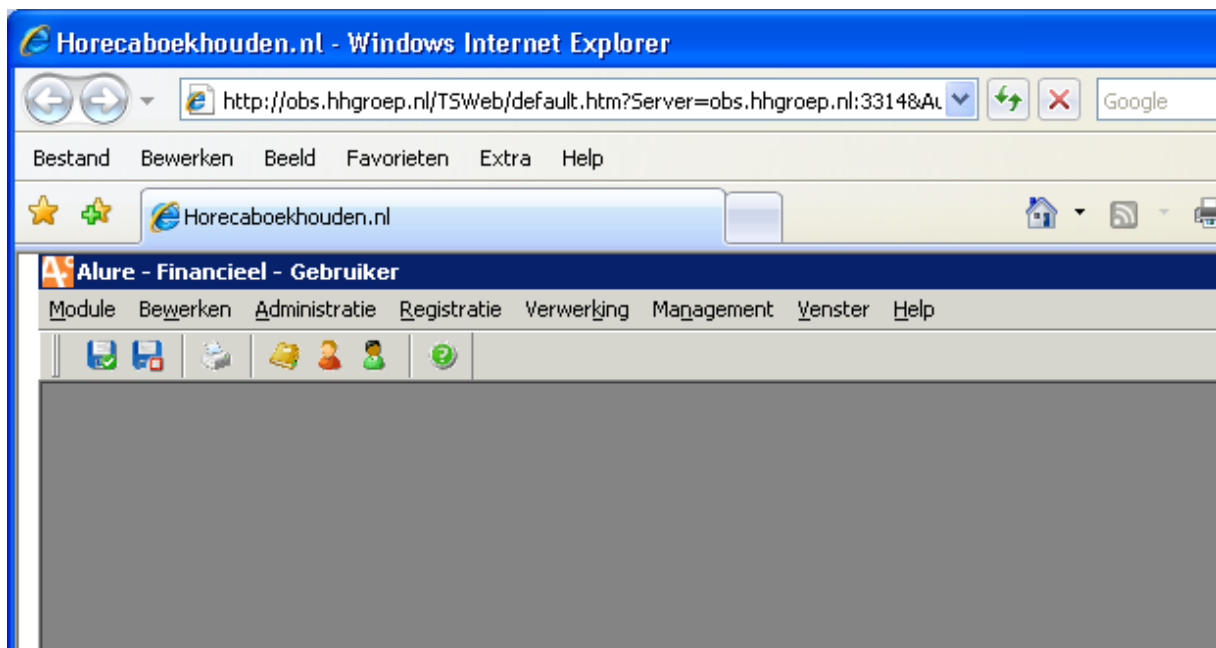 Horecaboekhouden.nl - Windows Internet Explorer
http://obs.hhgroep.nl/TSWeb/default.htm?Server=obs.hhgroep.nl:3314&Au Google
Bestand Bewerken Beeld Favorieten Extra Help
Horecaboekhouden.nl
Alure - Financieel - Gebruiker
Module Bewerken Administratie Registratie Verwerking Management Venster Help